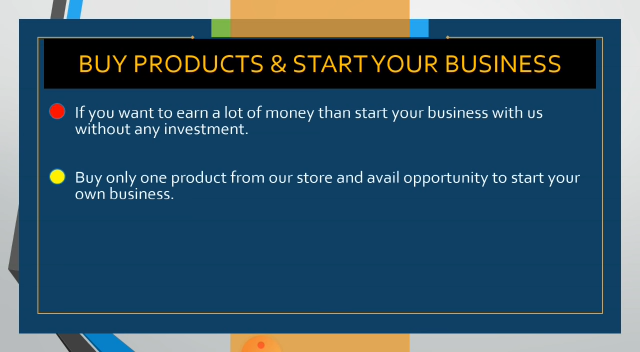 BUY PRODUCTS & START YOUR BUSINESS
If you want to earn a lot of money than start your business with us
without any investment.
Buy only one product from our store and avail opportunity to start your
own business.